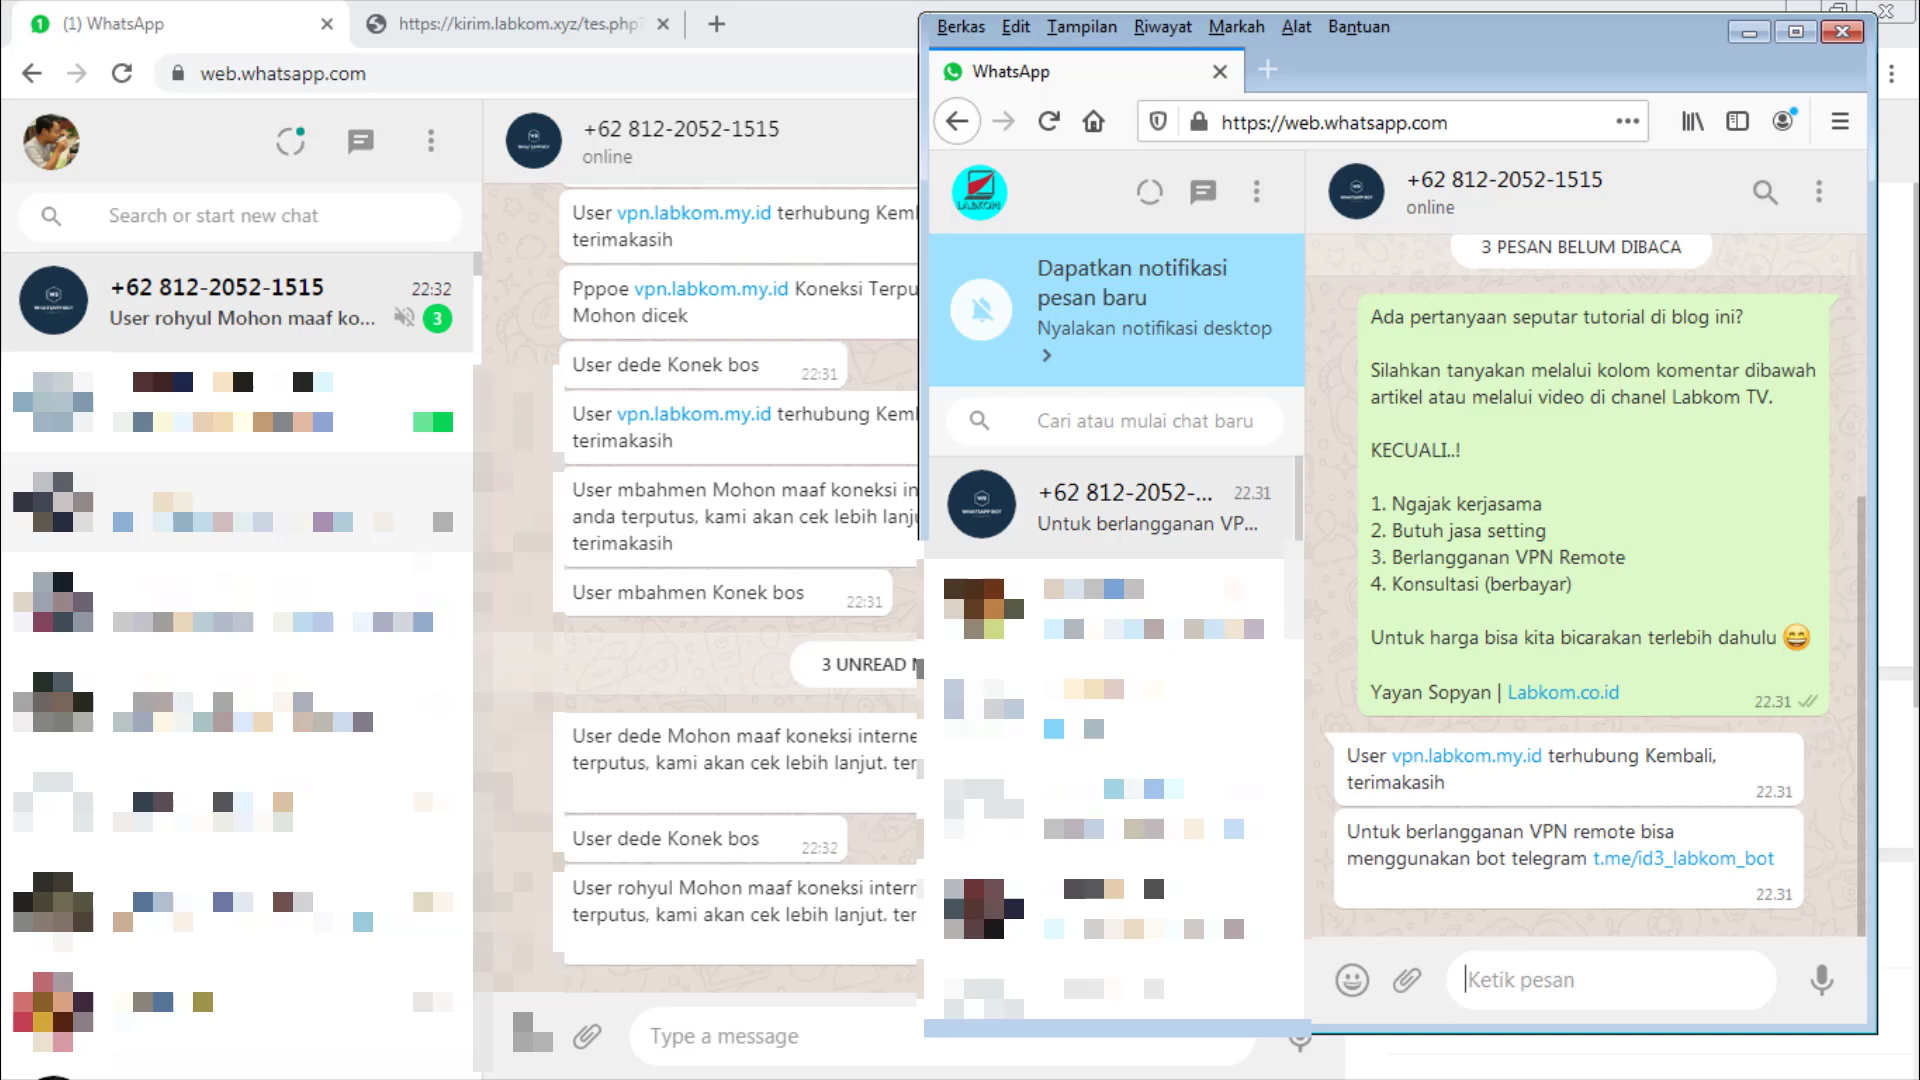 (1) WhatsApp
https://kirim.labkom.xyz/tes.php?
web.whatsapp.com
Search or start new chat
+62 812-2052-1515
22:32
User rohyul Mohon maaf ko...
3
+62 812-2052-1515
online
User vpn.labkom.my.id terhubung Kemb
terimakasih
Pppoe vpn.labkom.my.id Koneksi Terpu
Mohon dicek
User dede Konek bos
22:31
User vpn.labkom.my.id terhubung Kemb
terimakasih
User mbahmen Mohon maaf koneksi in
anda terputus, kami akan cek lebih lanju
terimakasih
User mbahmen Konek bos
22:31
3 UNREAD
User dede Mohon maaf koneksi interne
terputus, kami akan cek lebih lanjut. ter
User dede Konek bos
22:32
User rohyul Mohon maaf koneksi intern
terputus, kami akan cek lebih lanjut. ter
Type a message
Berkas Edit Tampilan Riwayat Markah Alat Bantuan
WhatsApp
https://web.whatsapp.com
LABKOM
Dapatkan notifikasi
pesan baru
Nyalakan notifikasi desktop
Cari atau mulai chat baru
+62 812-2052-...
22.31
Untuk berlangganan VP...
+62 812-2052-1515
online
3 PESAN BELUM DIBACA
Ada pertanyaan seputar tutorial di blog ini?
Silahkan tanyakan melalui kolom komentar dibawah
artikel atau melalui video di chanel Labkom TV.
KECUALI..!
1. Ngajak kerjasama
2. Butuh jasa setting
3. Berlangganan VPN Remote
4. Konsultasi (berbayar)
Untuk harga bisa kita bicarakan terlebih dahulu 😄
Yayan Sopyan | Labkom.co.id
22.31
User vpn.labkom.my.id terhubung Kembali,
terimakasih
22.31
Untuk berlangganan VPN remote bisa
menggunakan bot telegram t.me/id3_labkom_bot
22.31
Ketik pesan